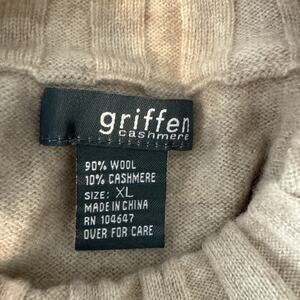 griffen
cashmere
90% WOOL
10% CASHMERE
SIZE: XL
MADE IN CHINA
RN 104647
OVER FOR CARE